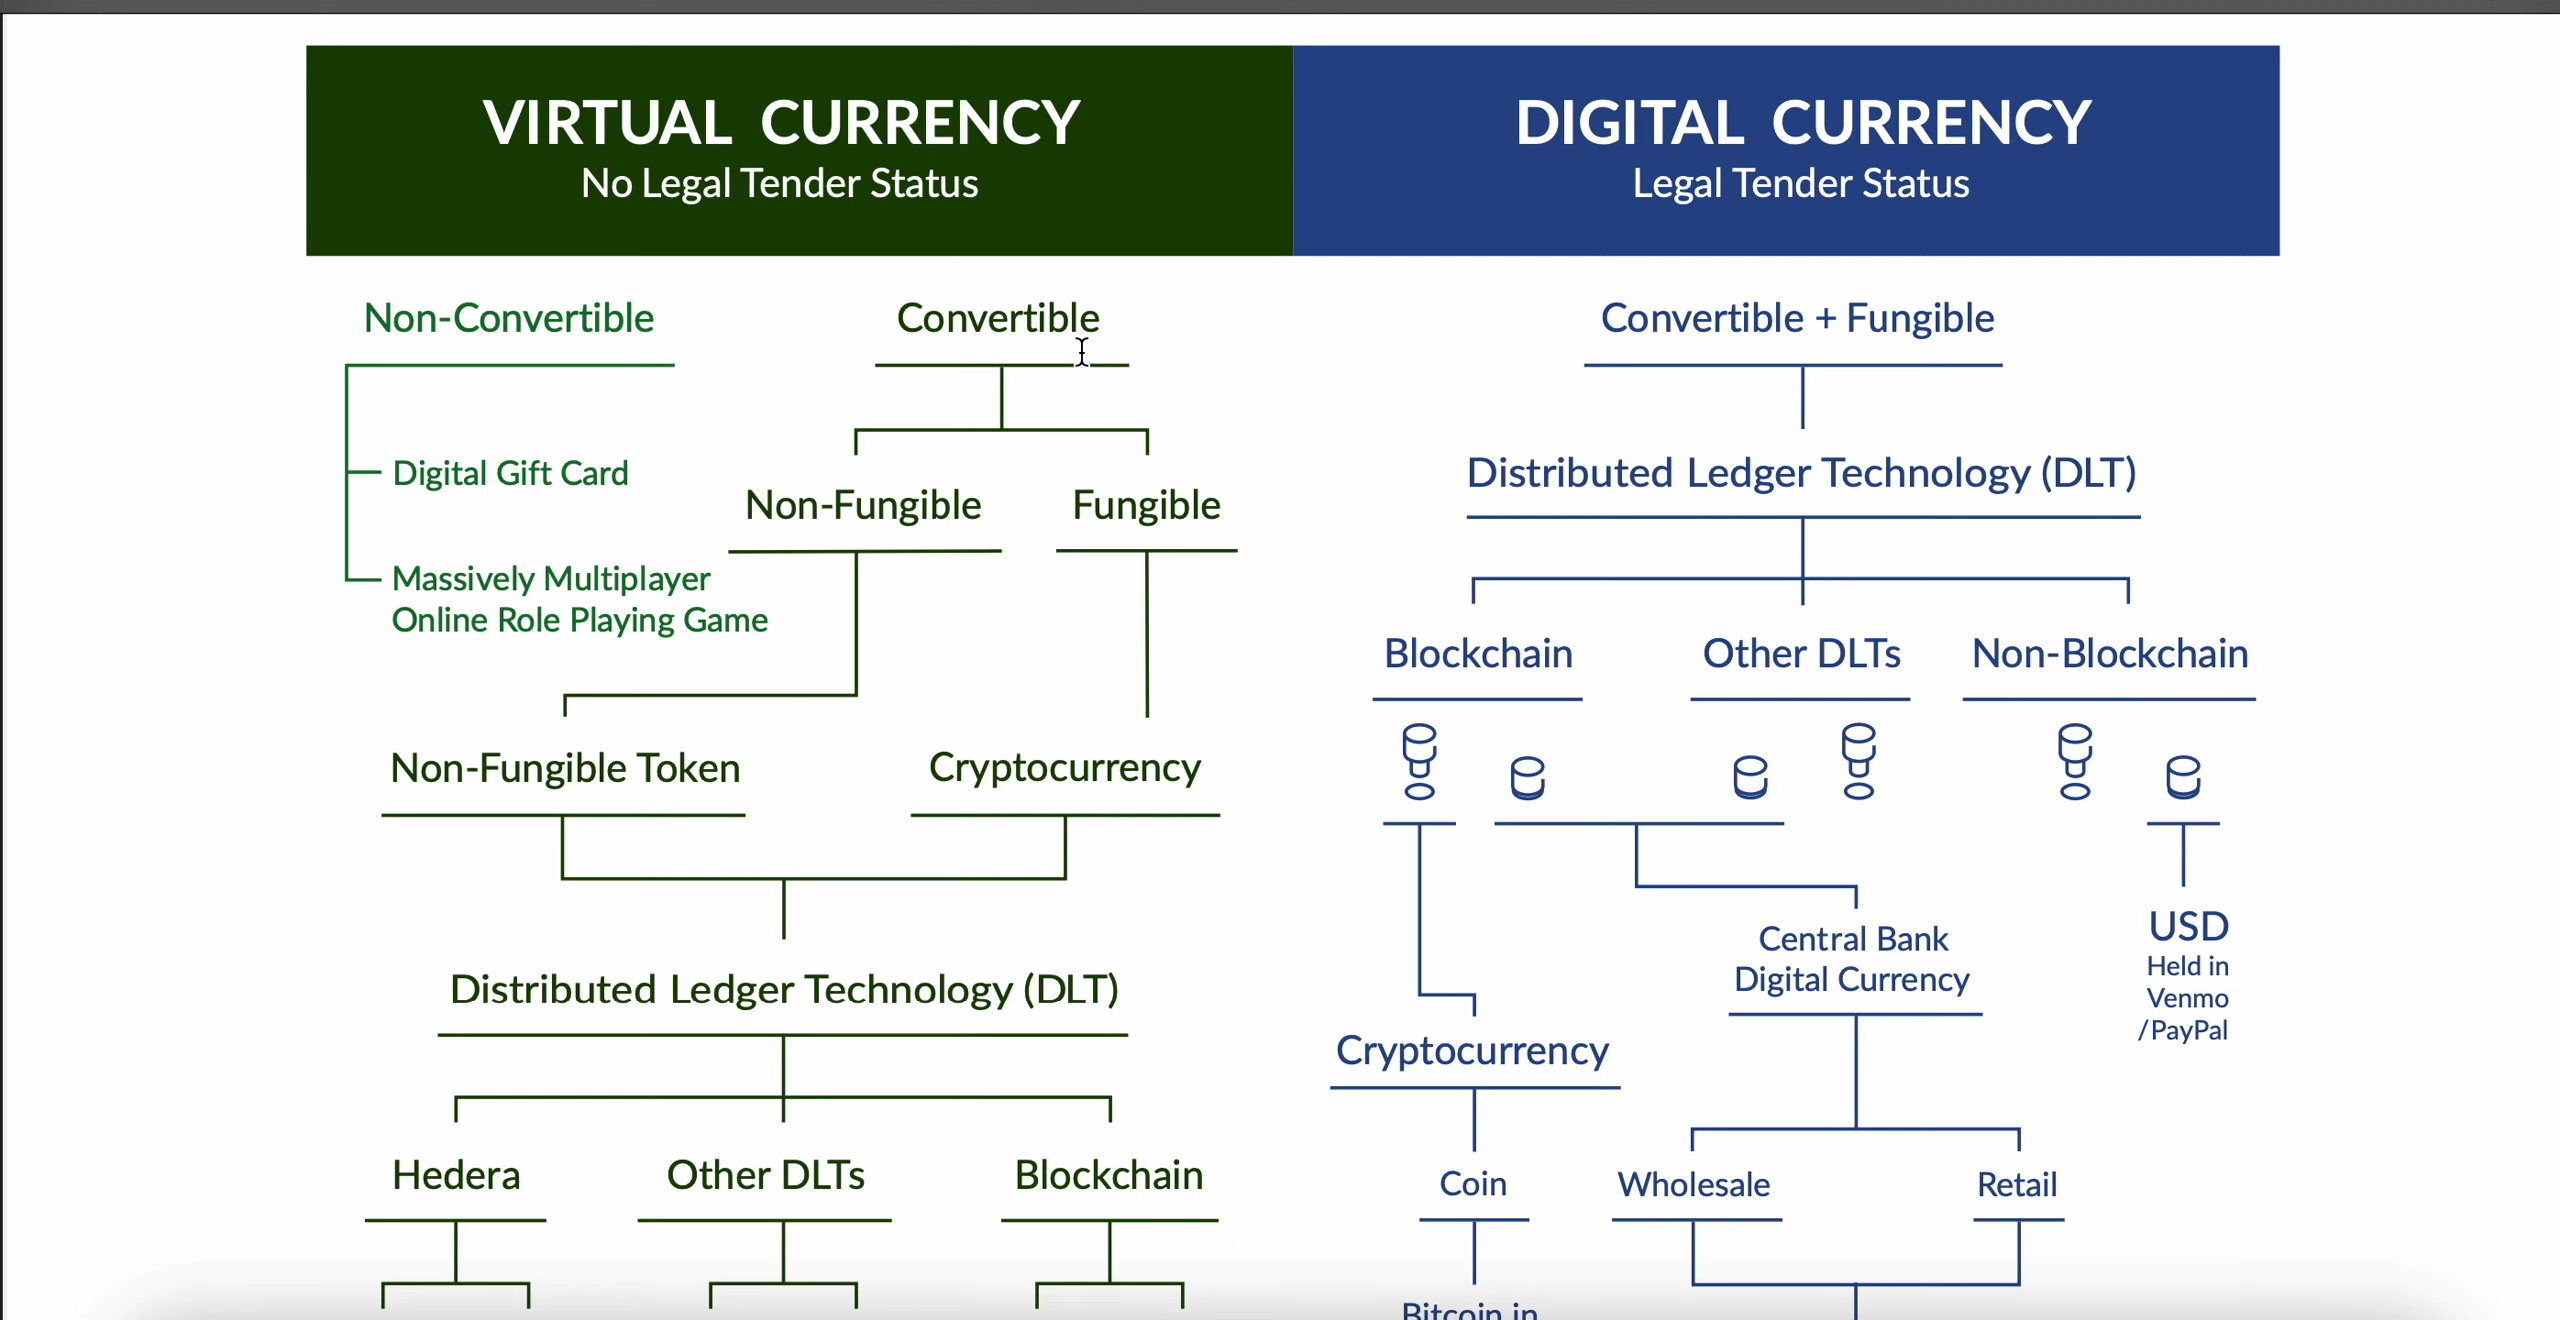 VIRTUAL CURRENCY
No Legal Tender Status
DIGITAL CURRENCY
Legal Tender Status
Non-Convertible
Digital Gift Card
Massively Multiplayer
Online Role Playing Game
Convertible
Non-Fungible
Fungible
Non-Fungible Token
Cryptocurrency
Distributed Ledger Technology (DLT)
Hedera
Other DLTs
Blockchain
Convertible + Fungible
Distributed Ledger Technology (DLT)
Blockchain
Other DLTs
Non-Blockchain
Cryptocurrency
Coin
Bitcoin in
Central Bank
Digital Currency
Wholesale
Retail
USD
Held in
Venmo
/PayPal